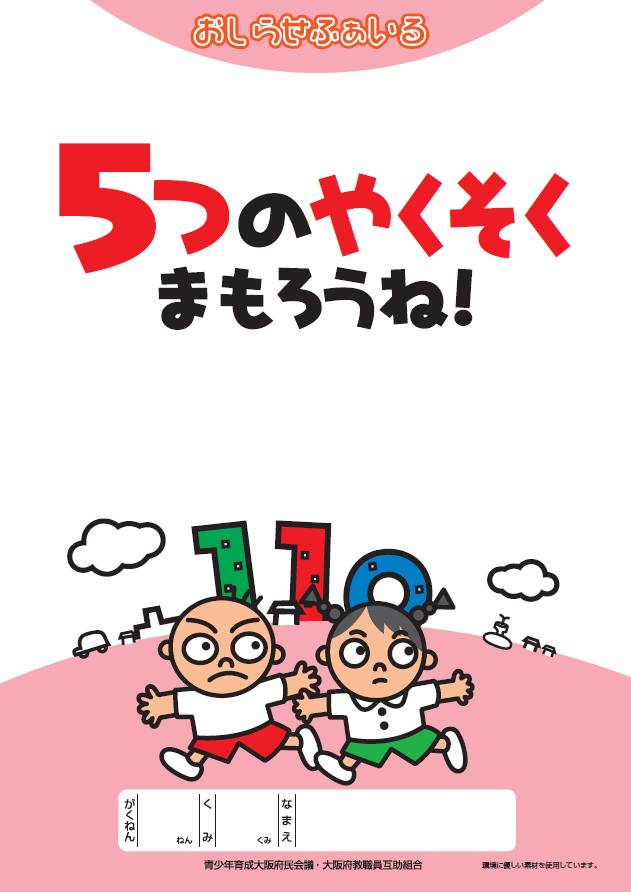 おしらせふぁいる
5つのやくそく
まもろうね!
110
がくねん ねん くみ くみ なまえ
青少年育成大阪府民会議・大阪府教職員互助組合
環境に優しい素材を使用しています。